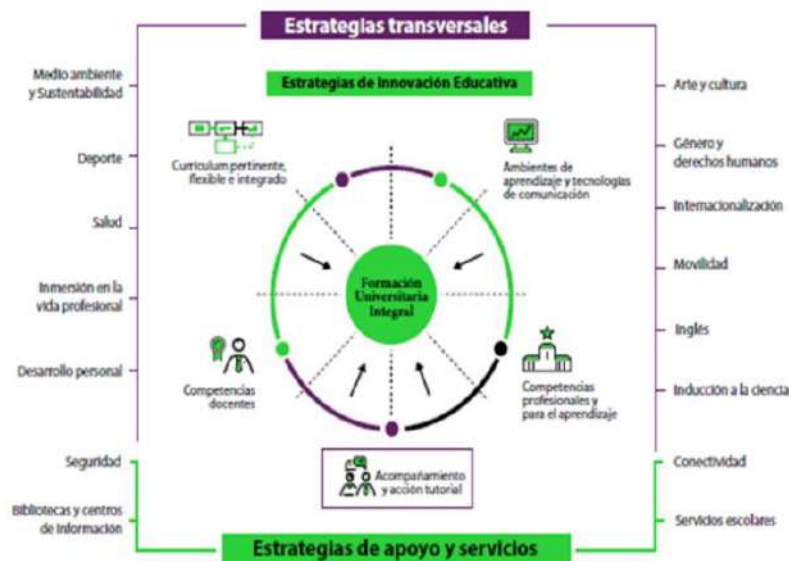 Estrategias transversales
Estrategias de Innovación Educativa
Medio ambiente
y Sustentabilidad
Deporte
Salud
Inmersión en la
vida profesional
Desarrollo personal
Curriculum pertinente,
flexible e integrado
Ambientes de
aprendizaje y tecnologías
de comunicación
Formación
Universitaria
Integral
Competencias
docentes
Competencias
profesionales y
para el aprendizaje
Acompañamiento
y acción tutorial
Arte y cultura
Género y
derechos humanos
Internacionalización
Movilidad
Inglés
Inducción a la ciencia
Seguridad
Bibliotecas y centros
de Información
Conectividad
Servicios escolares
Estrategias de apoyo y servicios